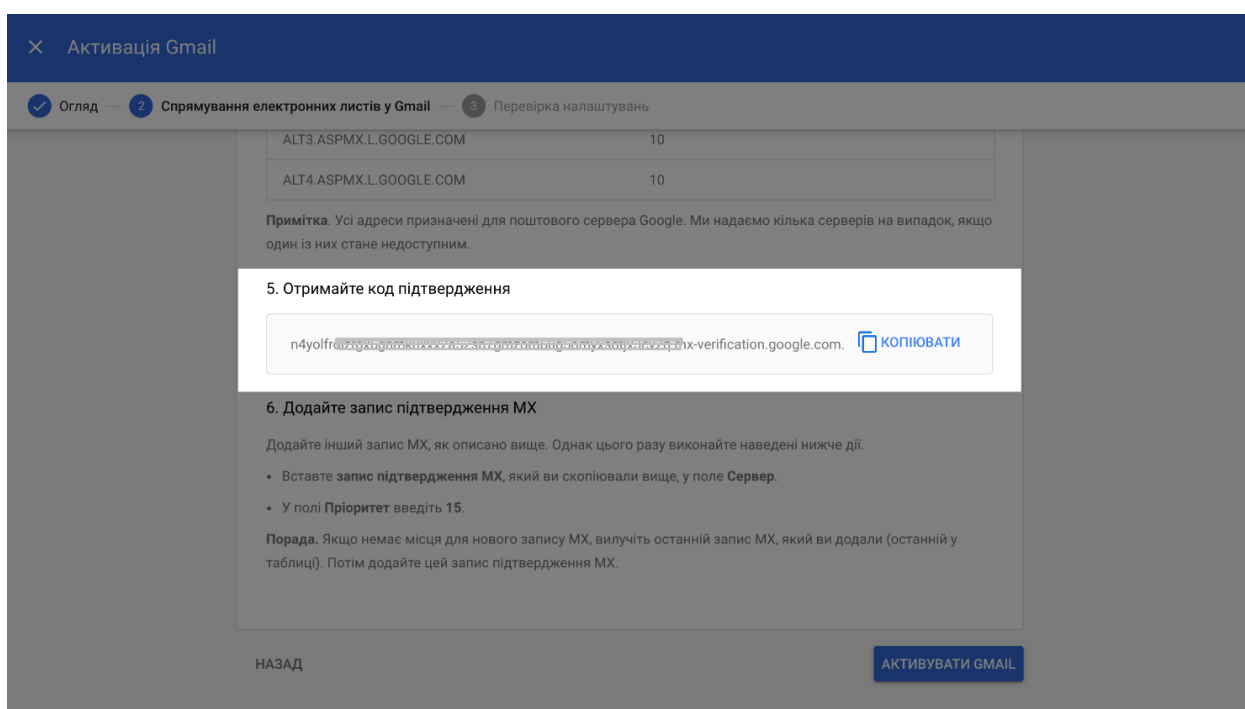 Активація Gmail
Огляд
2 Спрямування електронних листів у Gmail
3 Перевірка налаштувань
ALT3.ASPMX.L.GOOGLE.COM 10
ALT4.ASPMX.L.GOOGLE.COM 10
Примітка. Усі адреси призначені для поштового сервера Google. Ми надаємо кілька серверів на випадок, якщо
один із них стане недоступним.
5. Отримайте код підтвердження
n4yolfr mx-verification.google.com. КОПІЮВАТИ
6. Додайте запис підтвердження MX
Додайте інший запис MX, як описано вище. Однак цього разу виконайте наведені нижче дії.
• Вставте запис підтвердження MX, який ви скопіювали вище, у поле Сервер.
• У полі Пріоритет введіть 15.
Порада. Якщо немає місця для нового запису MX, вилучіть останній запис MX, який ви додали (останній у
таблиці). Потім додайте цей запис підтвердження MX.
НАЗАД
АКТИВУВАТИ GMAIL